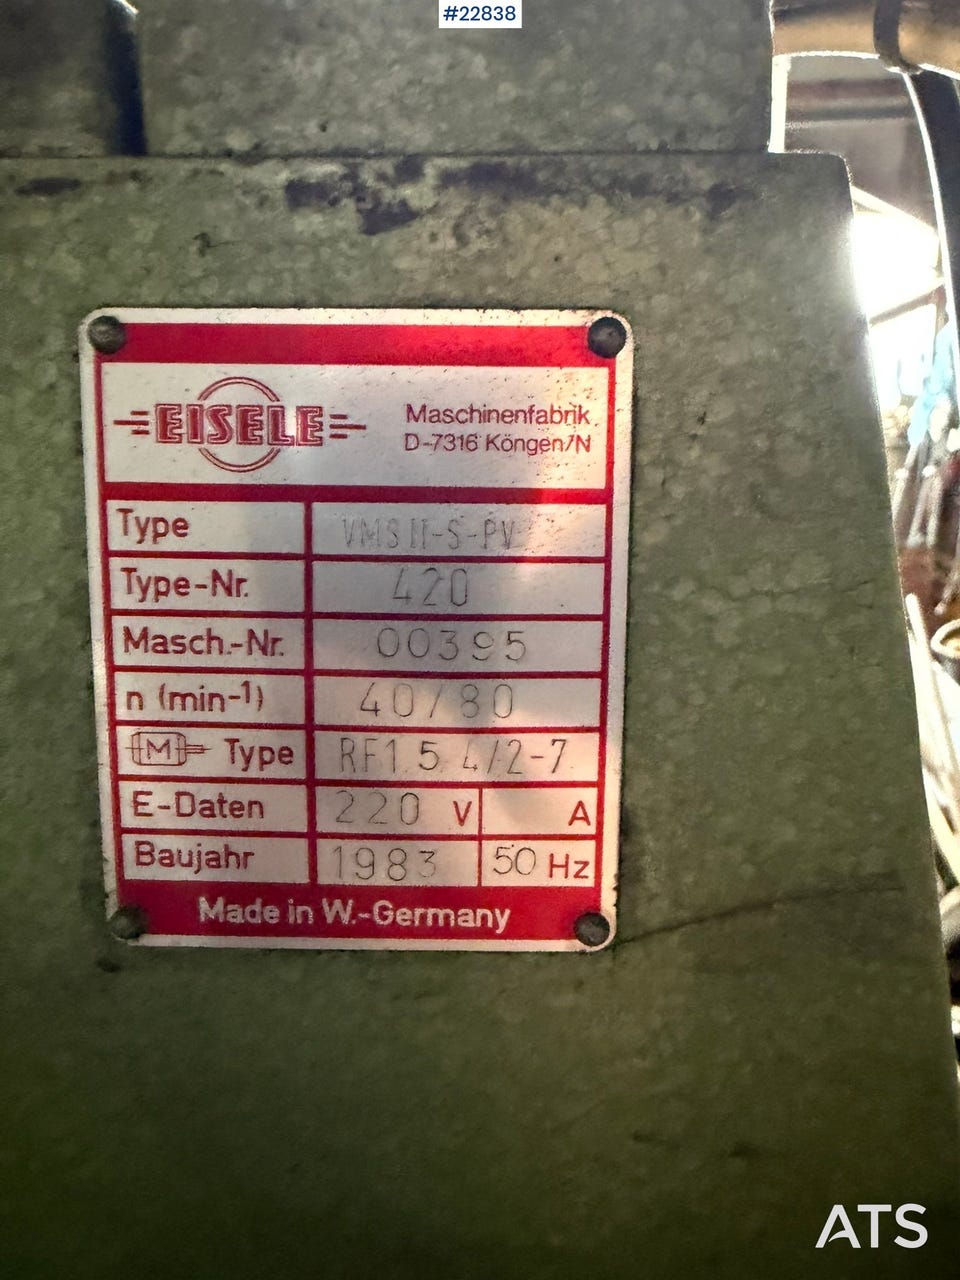 #22838
EISELE
Maschinenfabrik
D-7316 Köngen/N
Type VMS II-S-PV
Type-Nr. 420
Masch.-Nr. 00395
n (min-1) 40/80
M Type RF1.5 4/2-7
E-Daten 220 V A
Baujahr 1983 50 Hz
Made in W.-Germany
ATS